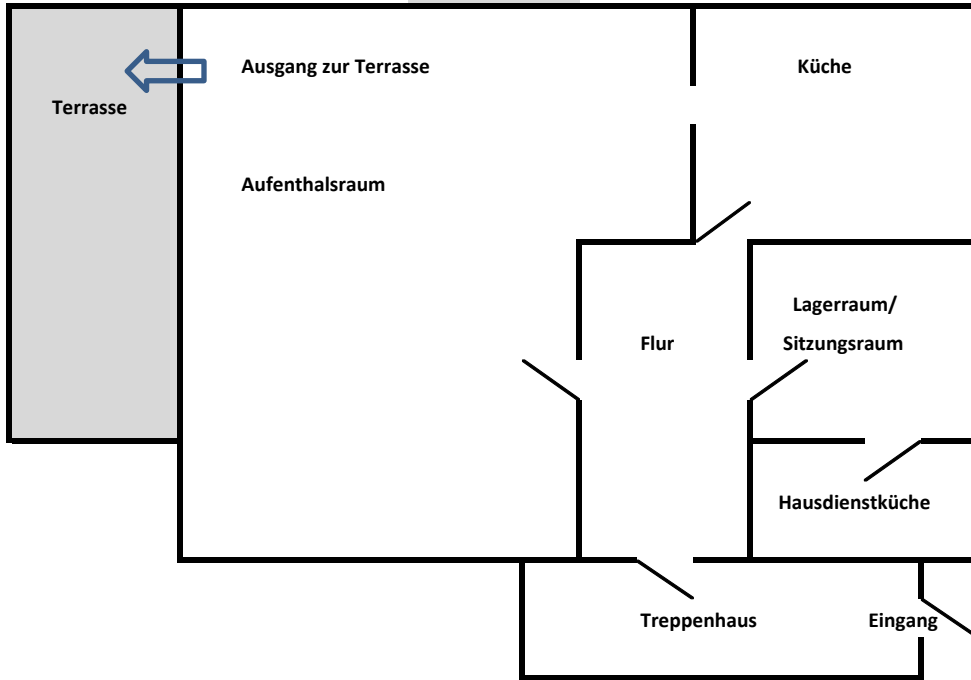 Ausgang zur Terrasse
Küche
Terrasse
Aufenthalsraum
Lagerraum/
Sitzungsraum
Flur
Hausdienstküche
Treppenhaus
Eingang